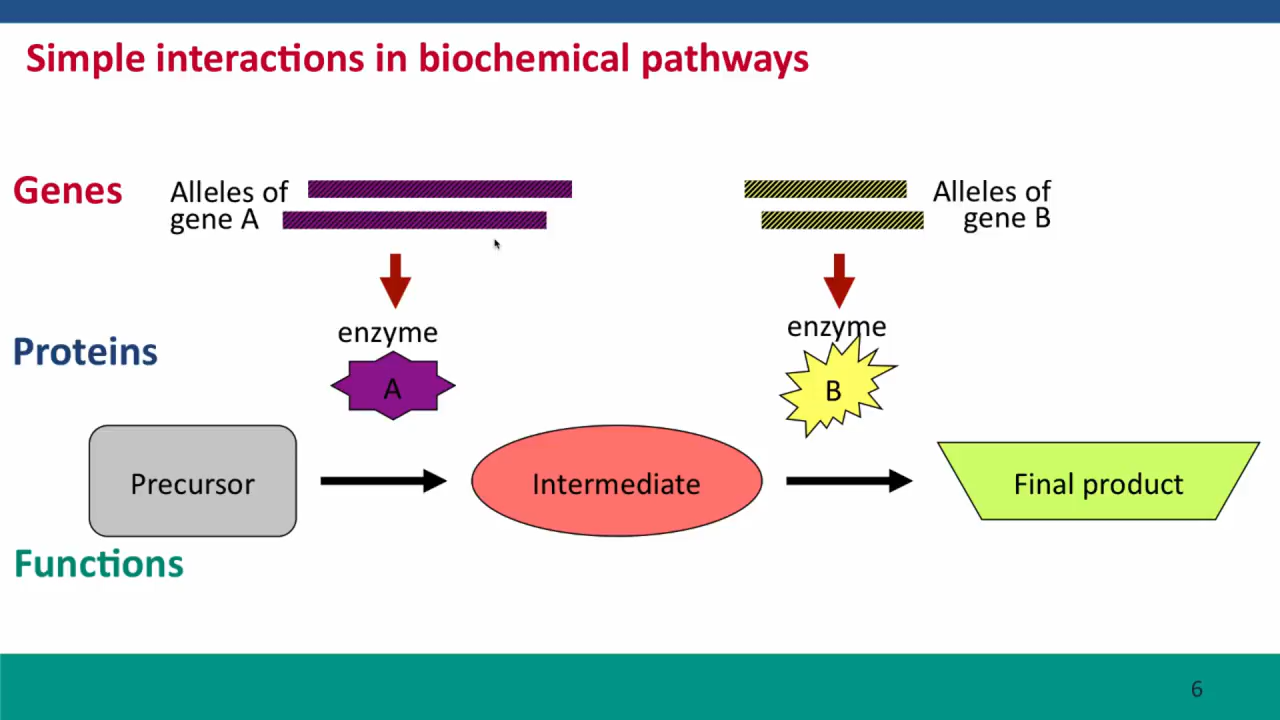 Simple interactions in biochemical pathways
Genes
Alleles of
gene A
Alleles of
gene B
Proteins
enzyme
A
enzyme
B
Precursor
Intermediate
Final product
Functions
6